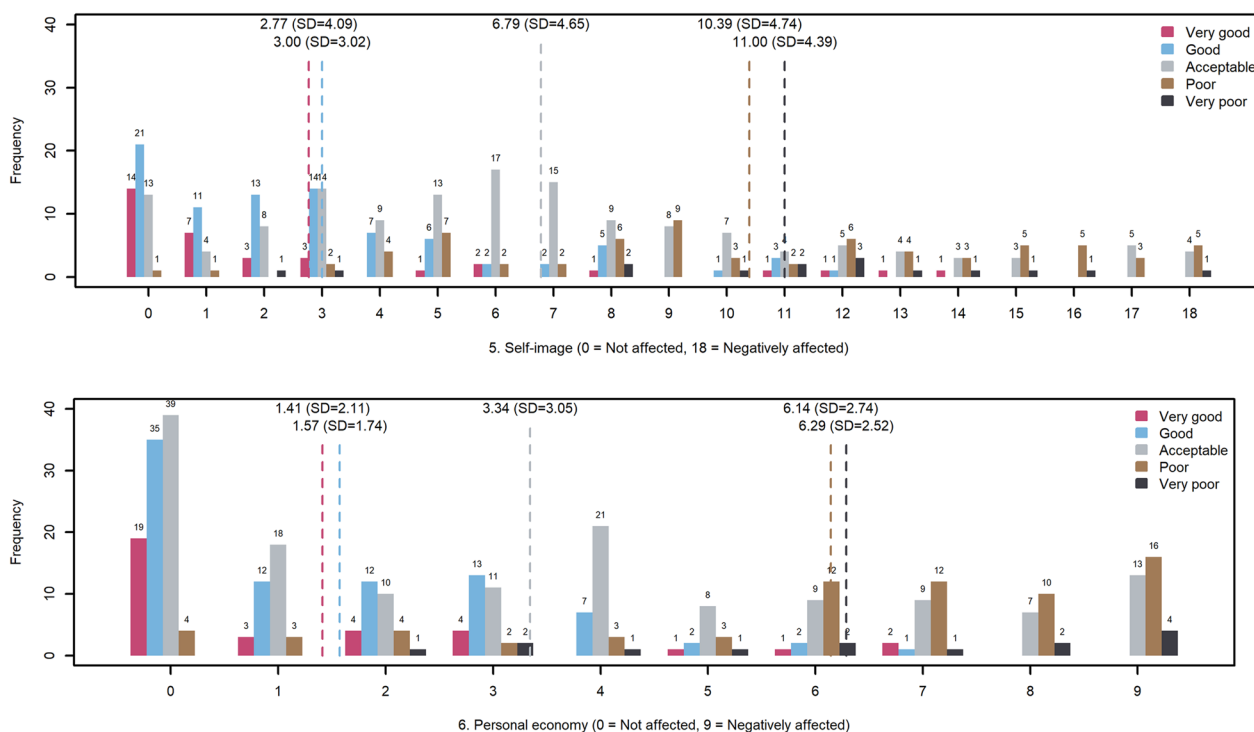 2.77 (SD=4.09) 6.79 (SD=4.65) 10.39 (SD=4.74)
3.00 (SD=3.02) 11.00 (SD=4.39)
Very good
Good
Acceptable
Poor
Very poor
Frequency
40
30
20
10
0
14 21 13 1
7 11 4 1
3 13 8 1
3 14 14 2 1
7 9 4
1 6 13 7
2 2 17 2
2 15 2
1 5 9 6 2
8 9
1 7 3 1
1 3 4 2 2
1 1 5 6 3
1 4 4 1
1 3 3 1
3 5 1
5 1
5 3
4 5 1
0 1 2 3 4 5 6 7 8 9 10 11 12 13 14 15 16 17 18
5. Self-image (0 = Not affected, 18 = Negatively affected)
1.41 (SD=2.11) 3.34 (SD=3.05) 6.14 (SD=2.74)
1.57 (SD=1.74) 6.29 (SD=2.52)
Very good
Good
Acceptable
Poor
Very poor
Frequency
40
30
20
10
0
19 35 39 4
3 12 18 3
4 12 10 4 1
4 13 11 2 2
7 21 3 1
1 2 8 3 1
1 2 9 12 2
2 1 9 12 1
7 10 2
13 16 4
0 1 2 3 4 5 6 7 8 9
6. Personal economy (0 = Not affected, 9 = Negatively affected)